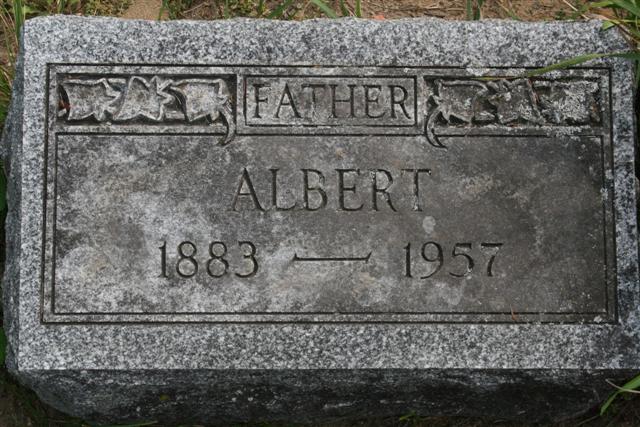 FATHER
ALBERT
1883 — 1957